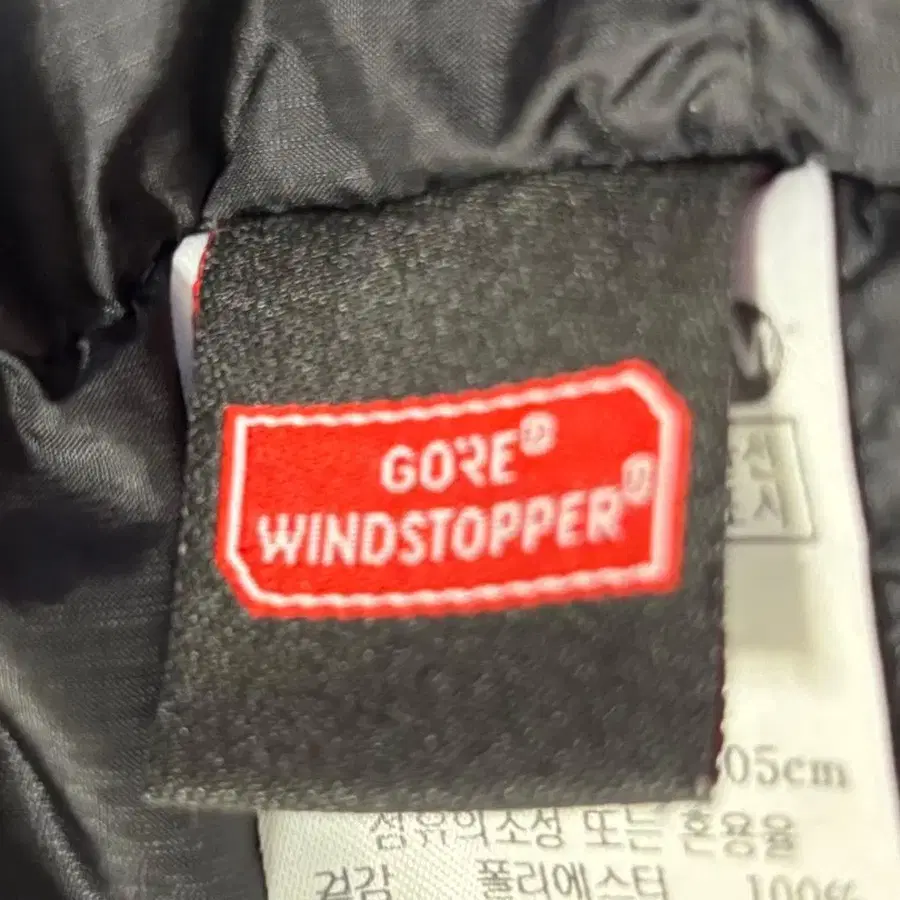 GORE®
WINDSTOPPER®
05cm
섬유의조성 또는 혼용율
겉감 폴리에스터 100%